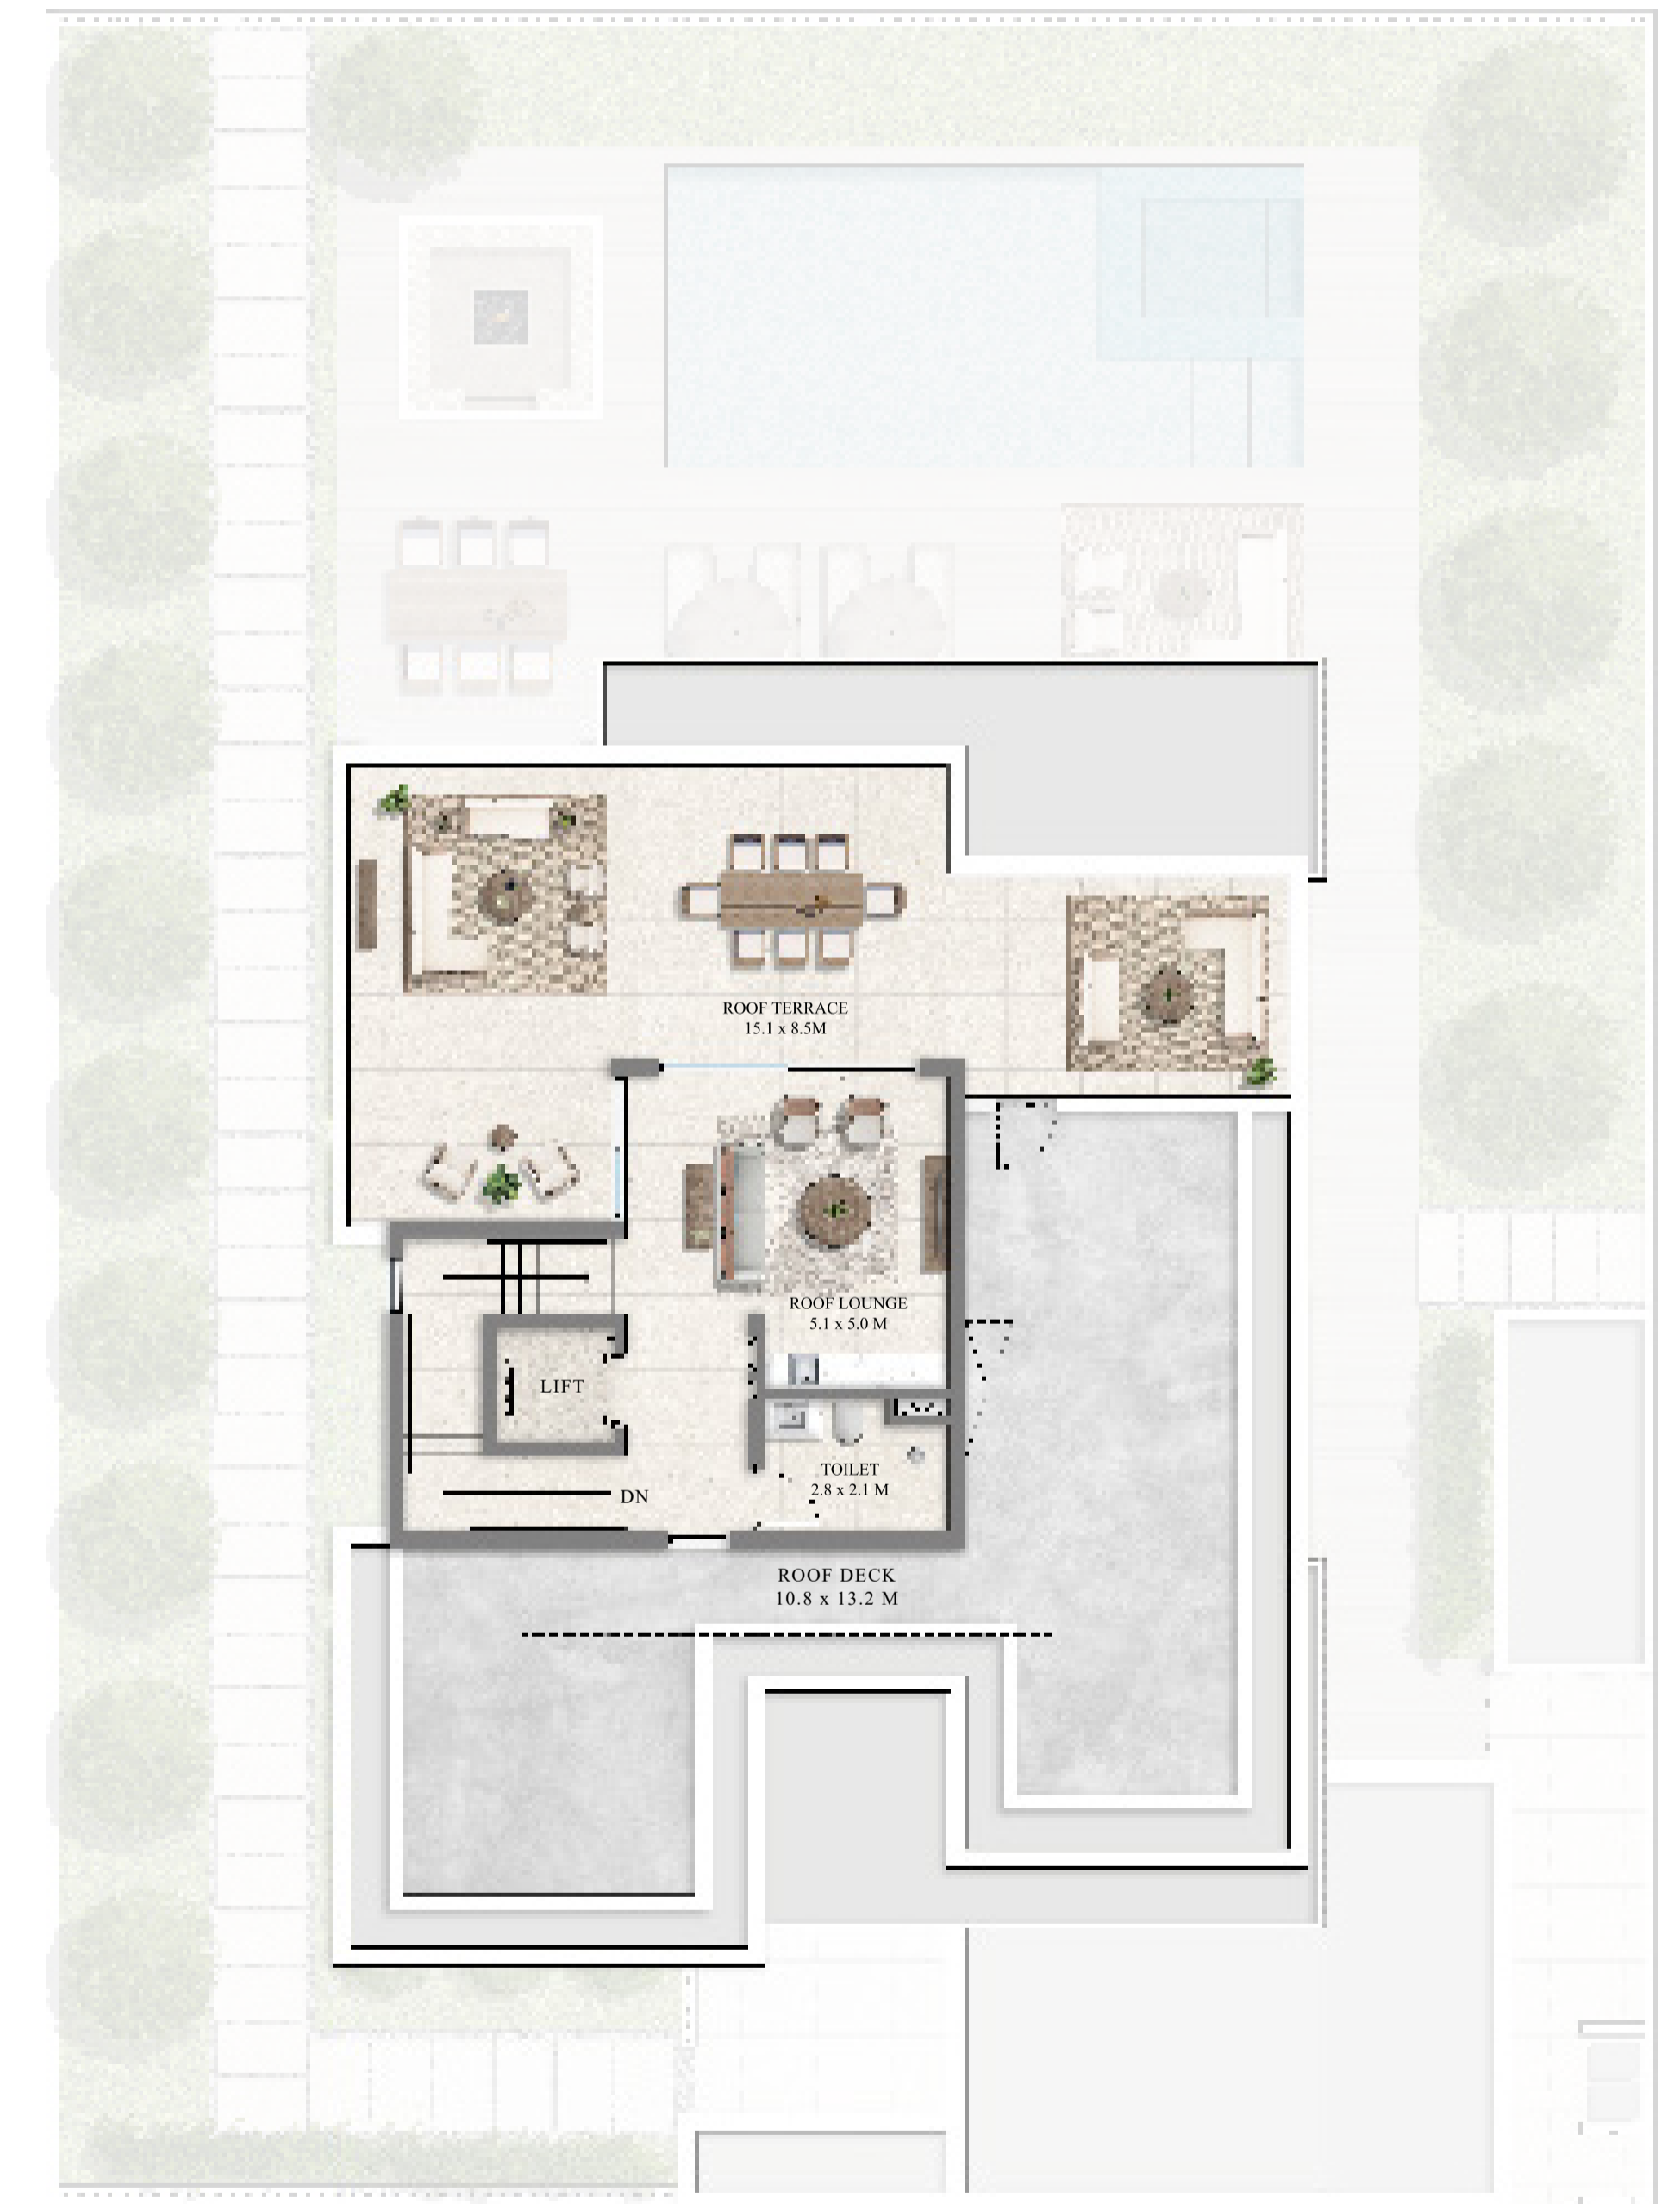 ROOF TERRACE
15.1 x 8.5M
ROOF LOUNGE
5.1 x 5.0 M
LIFT
TOILET
2.8 x 2.1 M
DN
ROOF DECK
10.8 x 13.2 M